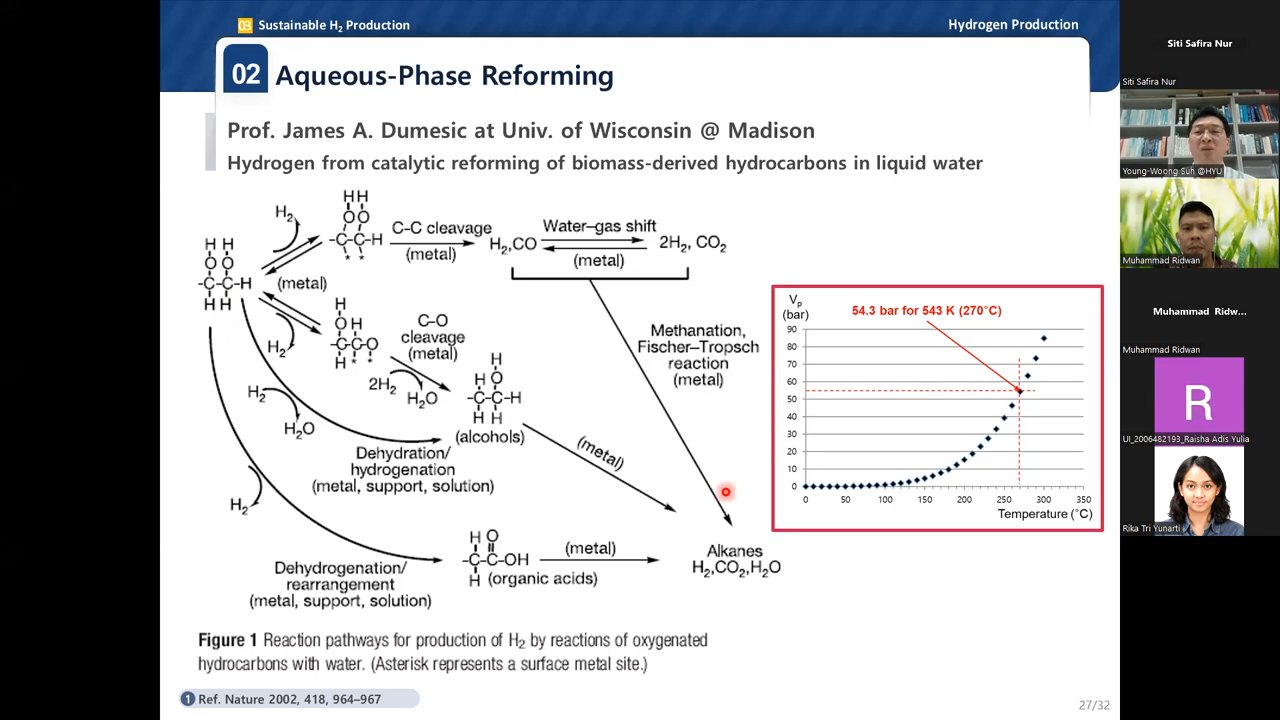 03 Sustainable H₂ Production
Hydrogen Production
02 Aqueous-Phase Reforming
Prof. James A. Dumesic at Univ. of Wisconsin @ Madison
Hydrogen from catalytic reforming of biomass-derived hydrocarbons in liquid water
H H
O O
-C-C-H
H H
H₂
(metal)
H H
O O
-C-C-H
* *
C-C cleavage
(metal)
H₂,CO
Water–gas shift
(metal)
2H₂, CO₂
H₂
H
O H
-C-C-O
H * *
C-O
cleavage
(metal)
2H₂
H₂O
H
H O
-C-C-H
H H
(alcohols)
(metal)
Methanation,
Fischer–Tropsch
reaction
(metal)
H₂
H₂O
Dehydration/
hydrogenation
(metal, support, solution)
H₂
Dehydrogenation/
rearrangement
(metal, support, solution)
H O
-C-C-OH
H (organic acids)
(metal)
Alkanes
H₂,CO₂,H₂O
Vp
(bar)
54.3 bar for 543 K (270°C)
90
80
70
60
50
40
30
20
10
0
0 50 100 150 200 250 300 350
Temperature (°C)
Figure 1 Reaction pathways for production of H₂ by reactions of oxygenated
hydrocarbons with water. (Asterisk represents a surface metal site.)
1 Ref. Nature 2002, 418, 964–967
27/32
Siti Safira Nur
Siti Safira Nur
Young-Woong Suh @HYU
Muhammad Ridwan
Muhammad Ridw...
Muhammad Ridwan
R
UI_2006482193_Raisha Adis Yulia
Rika Tri Yunarti